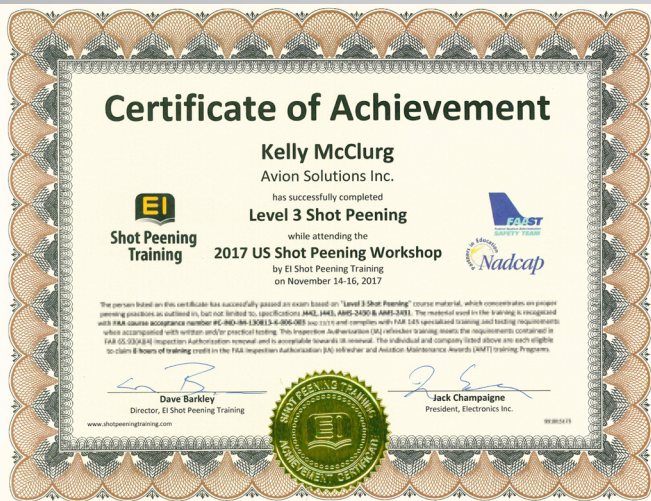 Certificate of Achievement
Kelly McClurg
Avion Solutions Inc.
has successfully completed
Level 3 Shot Peening
while attending the
2017 US Shot Peening Workshop
by EI Shot Peening Training
on November 14-16, 2017
EI
Shot Peening
Training
FAAST
SAFETY TEAM
Partners in Education
Nadcap
The person listed on this certificate has successfully passed an exam based on "Level 3 Shot Peening" course material, which concentrates on proper
peening practices as outlined in, but not limited to, specifications J442, J443, AMS-2430 & AMS-2431. The material used in the training is recognized
with FAA course acceptance number and complies with FAR 145 specialized training and testing requirements
when accompanied with written and/or practical testing. This Inspection Authorization (IA) refresher training meets the requirements contained in
FAR 65.93(A)(4) Inspection Authorization renewal and is acceptable towards IA renewal. The individual and company listed above are each eligible
to claim 8 hours of training credit in the FAA Inspection Authorization (IA) refresher and Aviation Maintenance Awards (AMT) training Programs.
Dave Barkley
Director, EI Shot Peening Training
Jack Champaigne
President, Electronics Inc.
www.shotpeeningtraining.com
SHOT PEENING TRAINING
EI
ACHIEVEMENT CERTIFICATE